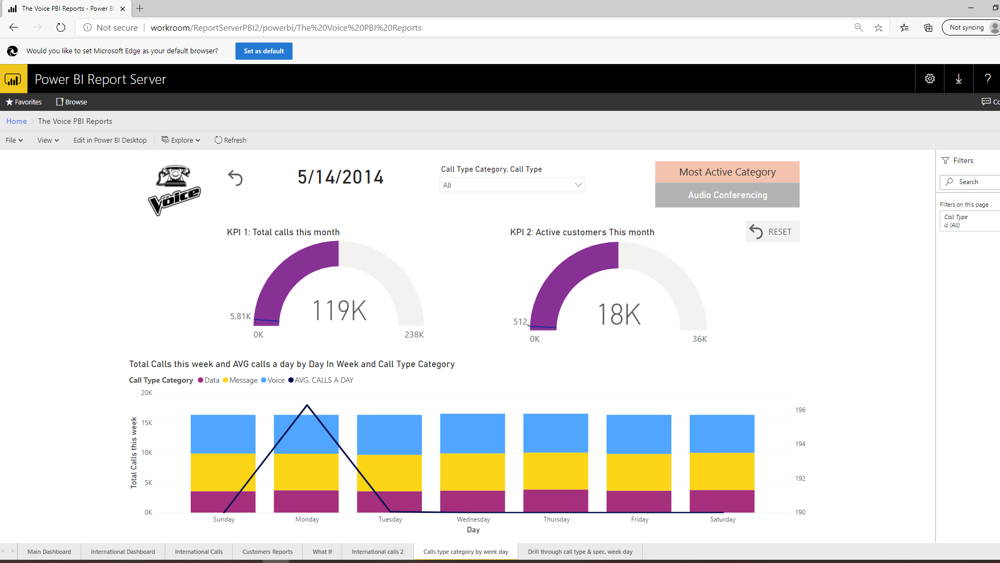 The Voice PBI Reports - Power B
Not secure
workroom/ReportServerPBI2/powerbi/The%20Voice%20PBI%20Reports
Not syncing
Would you like to set Microsoft Edge as your default browser?
Set as default
Power BI Report Server
?
Favorites
Browse
Co
Home > The Voice PBI Reports
File
View
Edit in Power BI Desktop
Explore
Refresh
the Voice
5/14/2014
Call Type Category, Call Type
All
Most Active Category
Audio Conferencing
Filters
Search
Filters on this page
Call Type
is (All)
KPI 1: Total calls this month
KPI 2: Active customers This month
RESET
5.81K
119K
0K
238K
512
18K
0K
36K
Total Calls this week and AVG calls a day by Day In Week and Call Type Category
Call Type Category Data Message Voice AVG. CALLS A DAY
Total Calls this week
20K
15K
10K
5K
0K
196
194
192
190
Sunday Monday Tuesday Wednesday Thursday Friday Saturday
Day
Main Dashboard
International Dashboard
International Calls
Customers Reports
What If
International calls 2
Calls type category by week day
Drill through call type & spec. week day